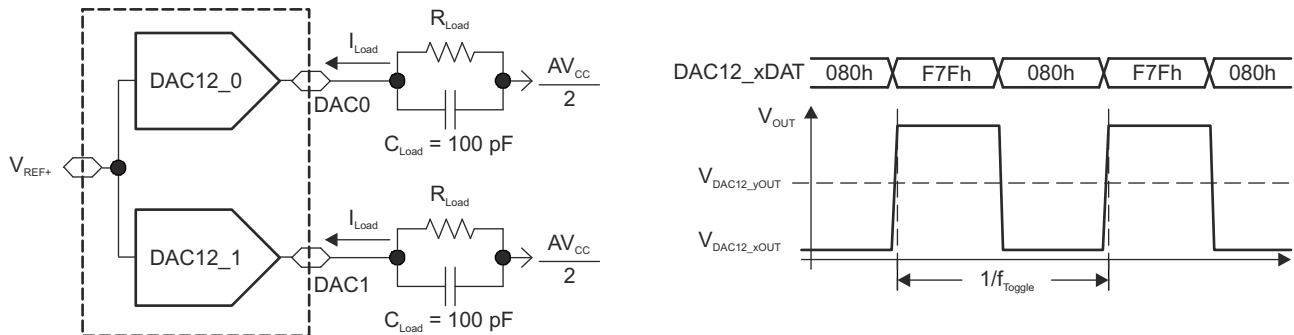 DAC12_0
I_Load
R_Load
DAC0
AV_CC
2
C_Load = 100 pF
V_REF+
DAC12_1
I_Load
R_Load
DAC1
AV_CC
2
C_Load = 100 pF
DAC12_xDAT 080h F7Fh 080h F7Fh 080h
V_OUT
V_DAC12_yOUT
V_DAC12_xOUT
1/f_Toggle